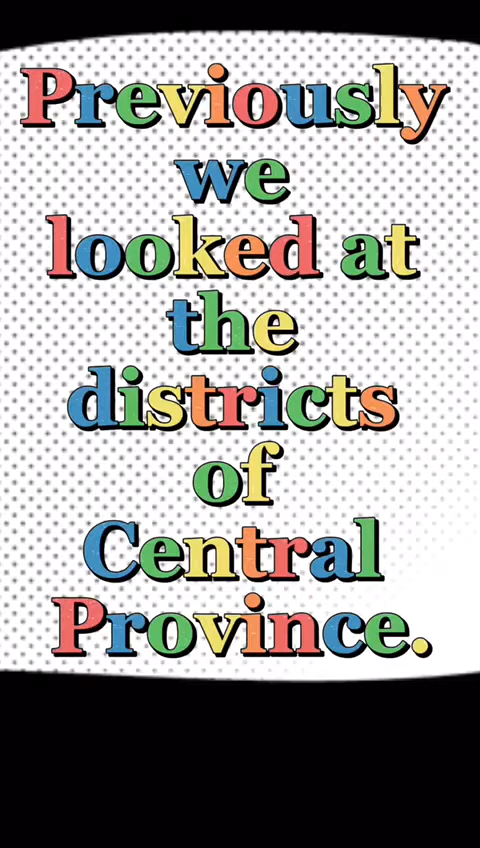 Previously
we
looked at
the
districts
of
Central
Province.